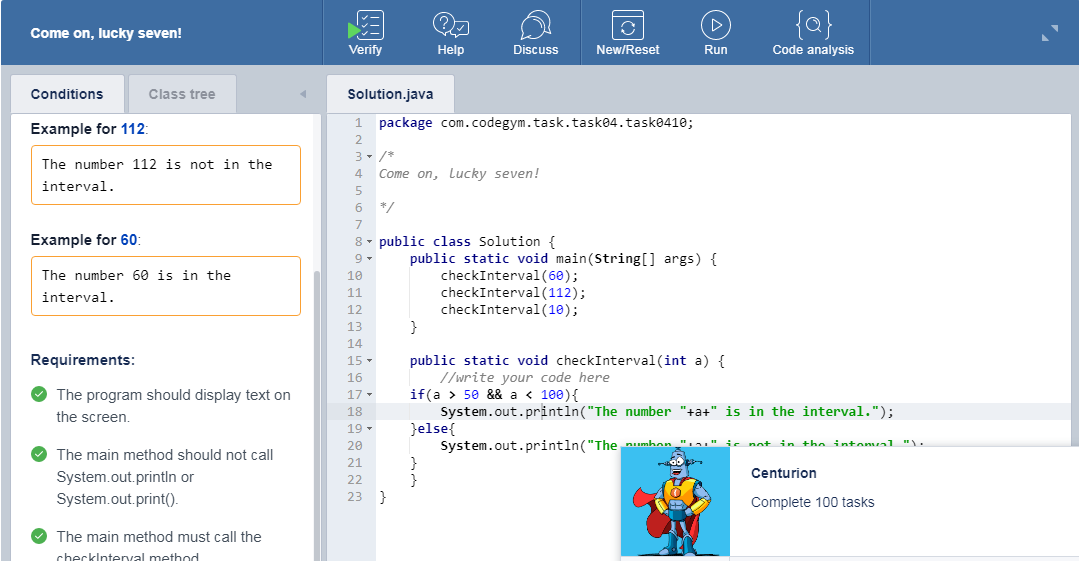 Come on, lucky seven!
Verify
Help
Discuss
New/Reset
Run
Code analysis
Conditions
Class tree
Example for 112:
The number 112 is not in the
interval.
Example for 60:
The number 60 is in the
interval.
Requirements:
The program should display text on
the screen.
The main method should not call
System.out.println or
System.out.print().
The main method must call the
checkInterval method
Solution.java
1 package com.codegym.task.task04.task0410;
2
3 /*
4 Come on, lucky seven!
5
6 */
7
8 public class Solution {
9 public static void main(String[] args) {
10 checkInterval(60);
11 checkInterval(112);
12 checkInterval(10);
13 }
14
15 public static void checkInterval(int a) {
16 //write your code here
17 if(a > 50 && a < 100){
18 System.out.println("The number "+a+" is in the interval.");
19 }else{
20 System.out.println("The number "+a+" is not in the interval.");
21 }
22 }
23 }
Centurion
Complete 100 tasks